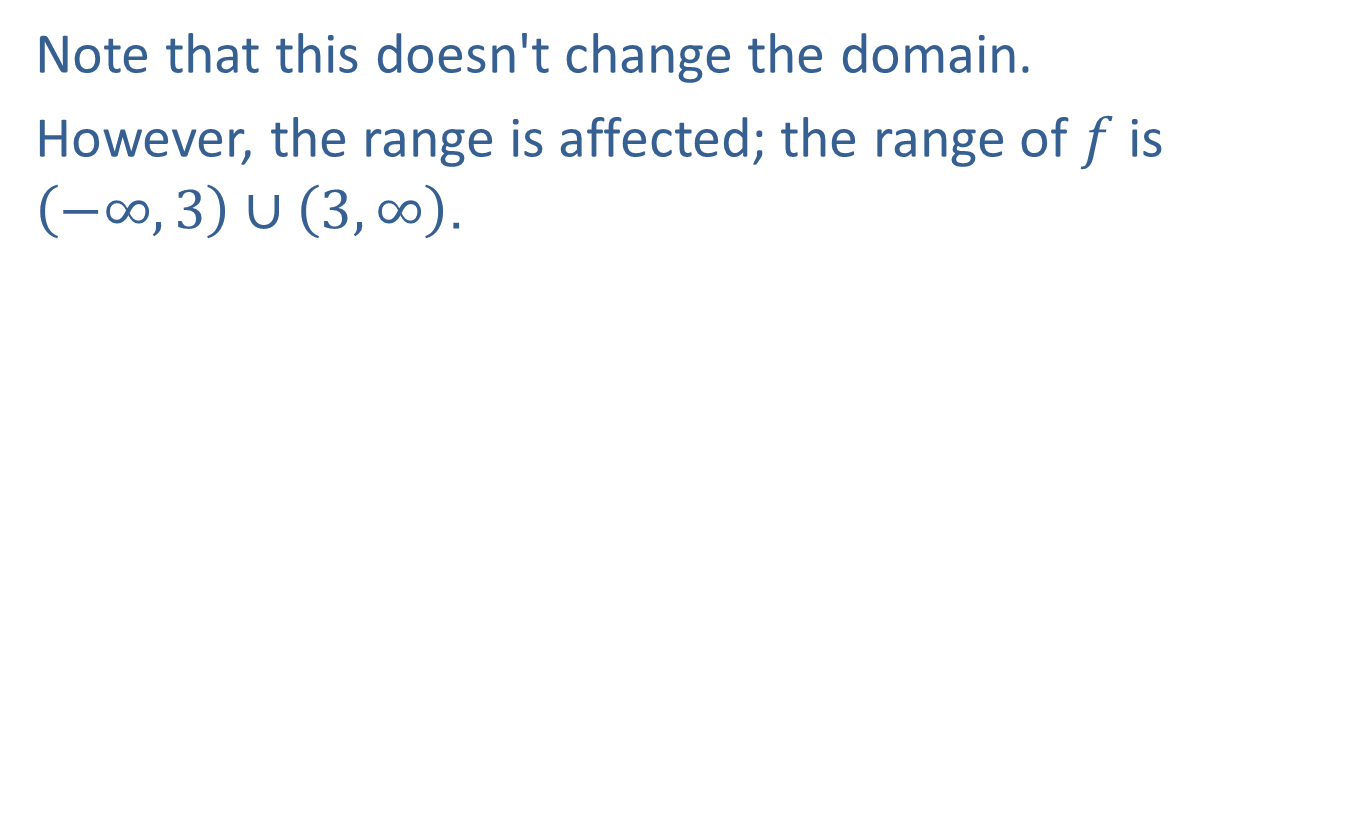 Note that this doesn't change the domain.
However, the range is affected; the range of 𝑓 is
(−∞, 3) ∪ (3, ∞).